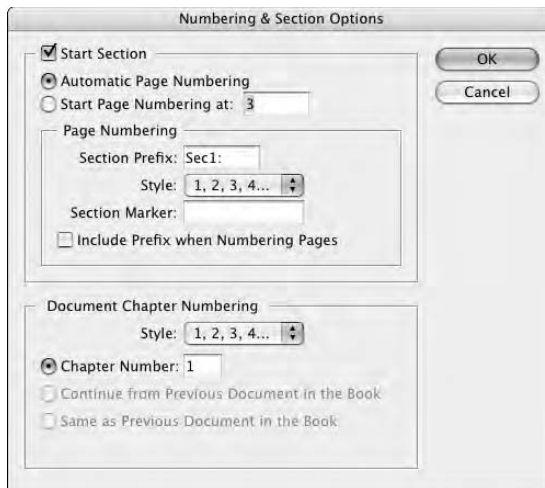 Numbering & Section Options
Start Section
Automatic Page Numbering
Start Page Numbering at: 3
Page Numbering
Section Prefix: Sec1:
Style: 1, 2, 3, 4...
Section Marker:
Include Prefix when Numbering Pages
OK
Cancel
Document Chapter Numbering
Style: 1, 2, 3, 4...
Chapter Number: 1
Continue from Previous Document in the Book
Same as Previous Document in the Book